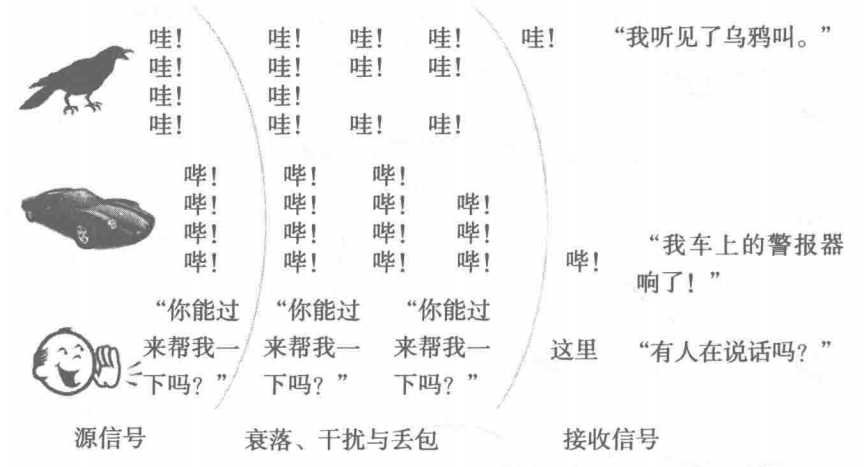 哇！ 哇！ 哇！ 哇！ 哇！ “我听见了乌鸦叫。”
哇！ 哇！ 哇！ 哇！
哇！ 哇！
哇！ 哇！ 哇！ 哇！
哔！ 哔！ 哔！
哔！ 哔！ 哔！ 哔！
哔！ 哔！ 哔！ 哔！
哔！ 哔！ 哔！ 哔！ 哔！
“我车上的警报器
响了！”
“你能过 “你能过 “你能过
来帮我一 来帮我一 来帮我一 这里 “有人在说话吗？”
下吗？” 下吗？” 下吗？”
源信号 衰落、干扰与丢包 接收信号